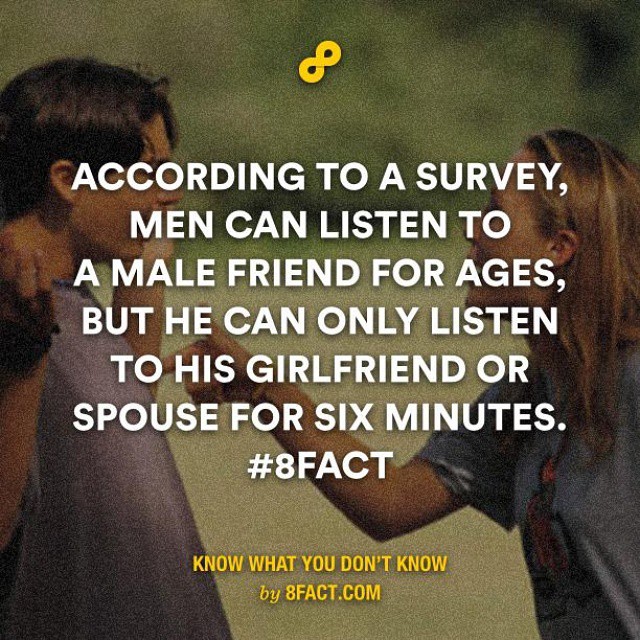 ACCORDING TO A SURVEY,
MEN CAN LISTEN TO
A MALE FRIEND FOR AGES,
BUT HE CAN ONLY LISTEN
TO HIS GIRLFRIEND OR
SPOUSE FOR SIX MINUTES.
#8FACT
KNOW WHAT YOU DON'T KNOW
by 8FACT.COM